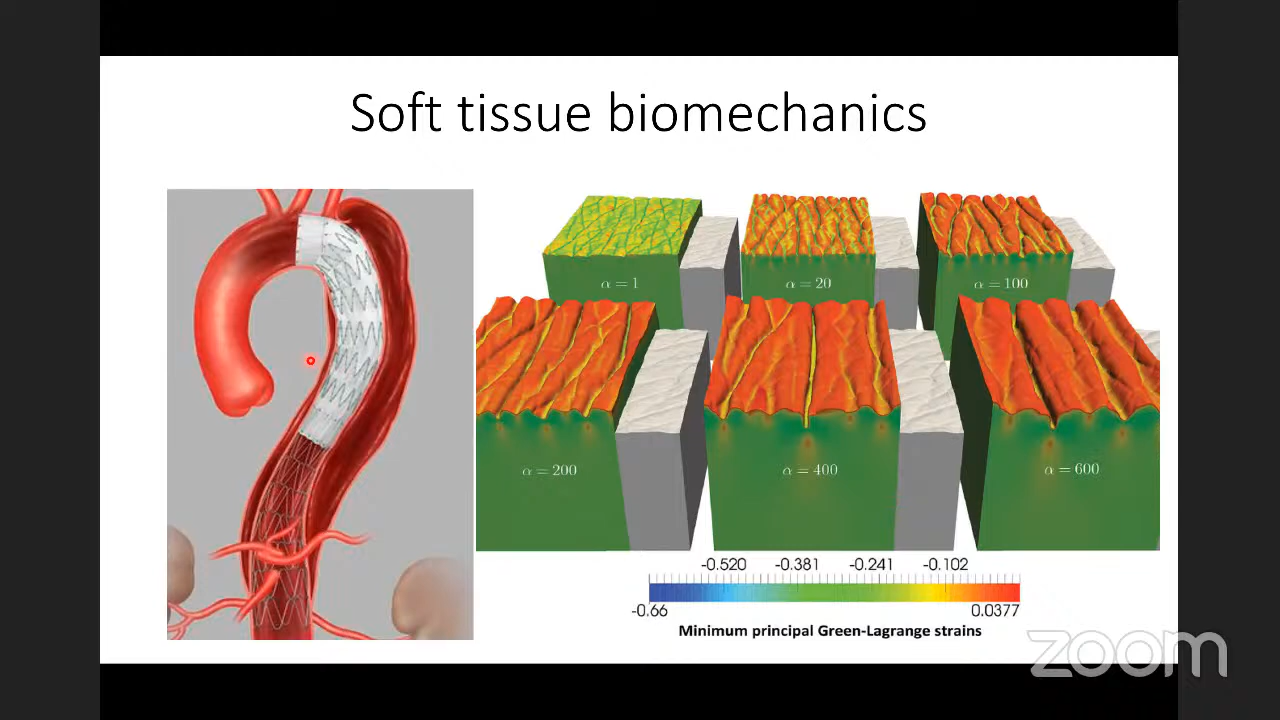 Soft tissue biomechanics
α = 1
α = 20
α = 100
α = 200
α = 400
α = 600
-0.520 -0.381 -0.241 -0.102
-0.66 0.0377
Minimum principal Green-Lagrange strains
zoom